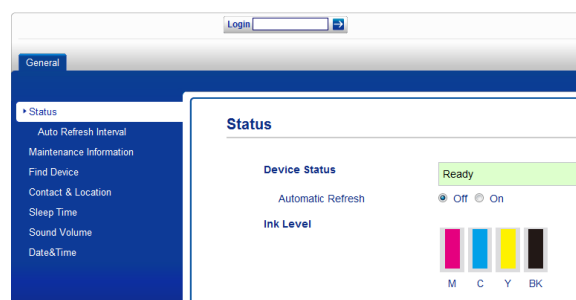 Login
General
Status
Auto Refresh Interval
Maintenance Information
Find Device
Contact & Location
Sleep Time
Sound Volume
Date&Time
Status
Device Status Ready
Automatic Refresh Off On
Ink Level
M C Y BK